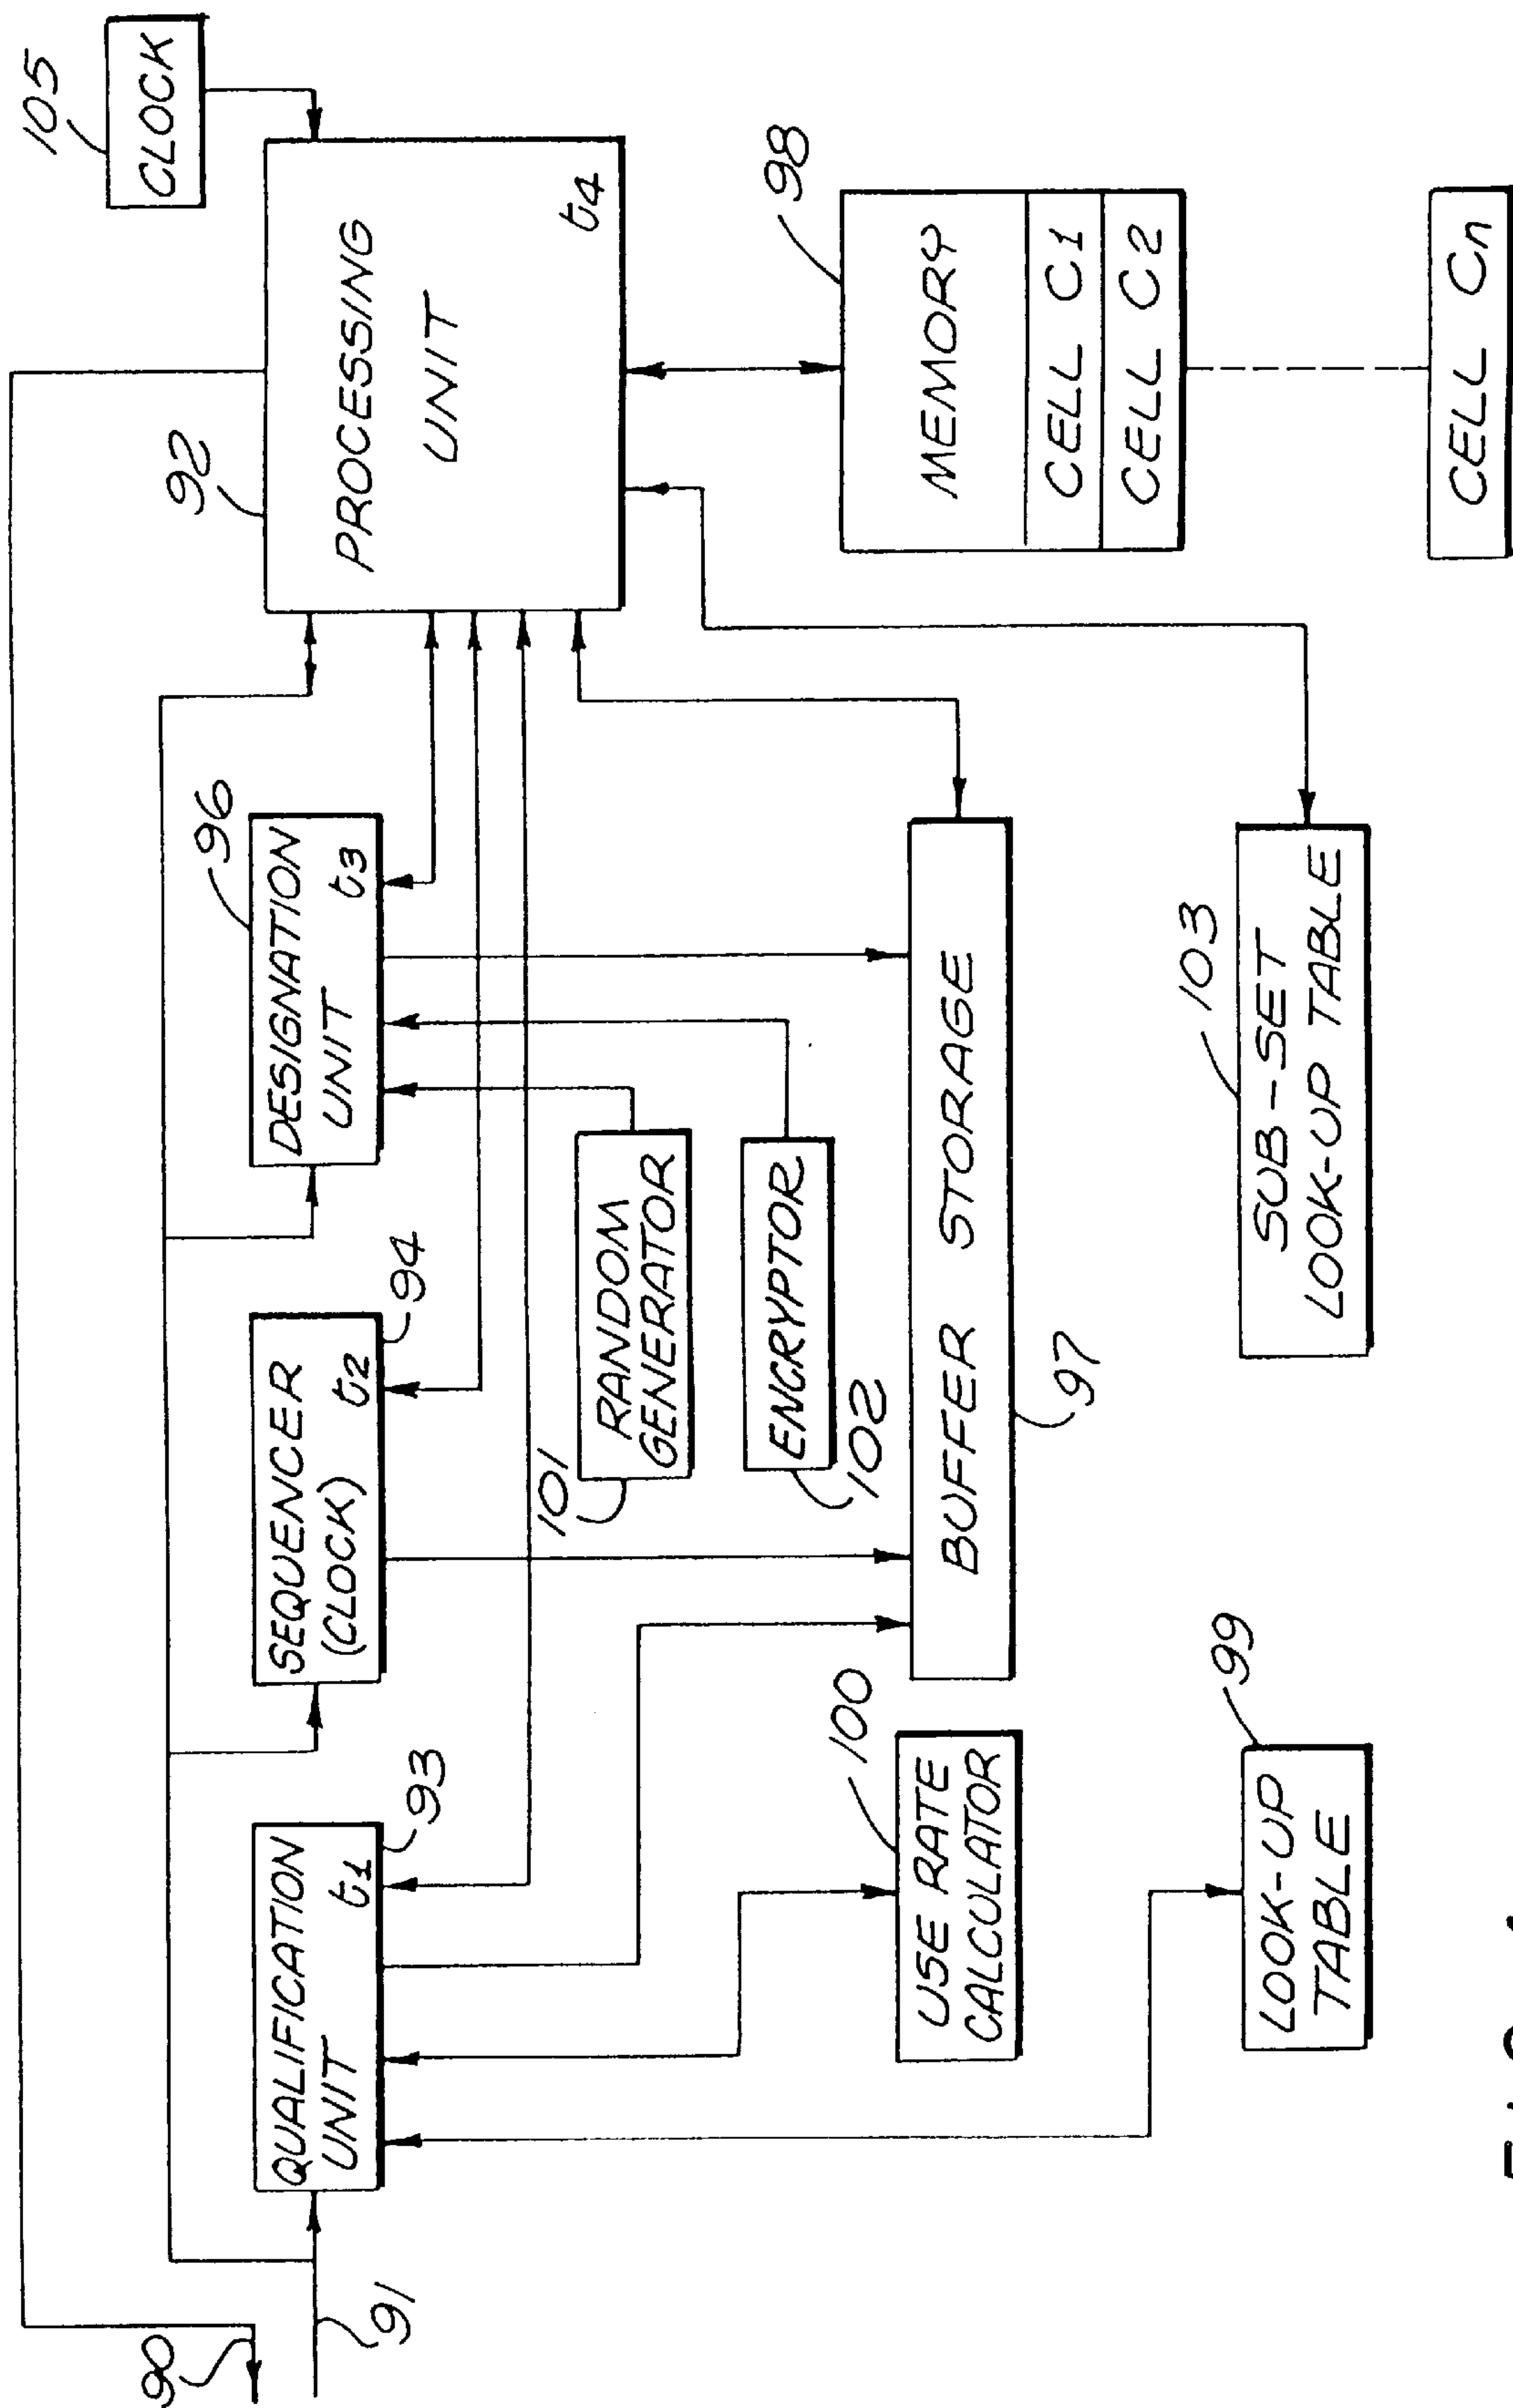 105
CLOCK
92
PROCESSING
UNIT
t4
98
MEMORY
CELL C1
CELL C2
CELL Cn
96
DESIGNATION
UNIT t3
94
SEQUENCER
(CLOCK) t2
93
QUALIFICATION
UNIT t1
90
91
101
RANDOM
GENERATOR
102
ENCRYPTOR
BUFFER STORAGE
97
103
SUB-SET
LOOK-UP TABLE
100
USE RATE
CALCULATOR
99
LOOK-UP
TABLE